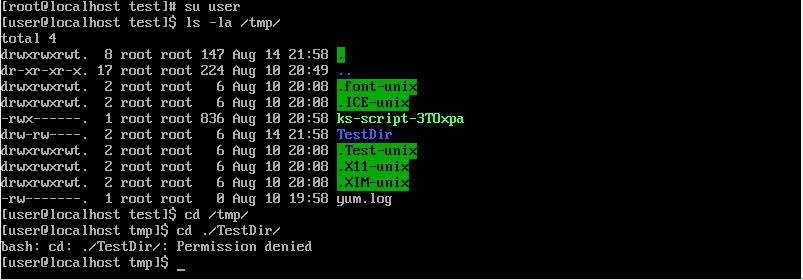 [root@localhost test]# su user
[user@localhost test]$ ls -la /tmp/
total 4
drwxrwxrwt.  8 root root 147 Aug 14 21:58 .
dr-xr-xr-x. 17 root root 224 Aug 10 20:49 ..
drwxrwxrwt.  2 root root   6 Aug 10 20:08 .font-unix
drwxrwxrwt.  2 root root   6 Aug 10 20:08 .ICE-unix
-rwx------.  1 root root 836 Aug 10 20:58 ks-script-3TOxpa
drw-rw----.  2 root root   6 Aug 14 21:58 TestDir
drwxrwxrwt.  2 root root   6 Aug 10 20:08 .Test-unix
drwxrwxrwt.  2 root root   6 Aug 10 20:08 .X11-unix
drwxrwxrwt.  2 root root   6 Aug 10 20:08 .XIM-unix
-rw-------.  1 root root   0 Aug 10 19:58 yum.log
[user@localhost test]$ cd /tmp/
[user@localhost tmp]$ cd ./TestDir/
bash: cd: ./TestDir/: Permission denied
[user@localhost tmp]$ _